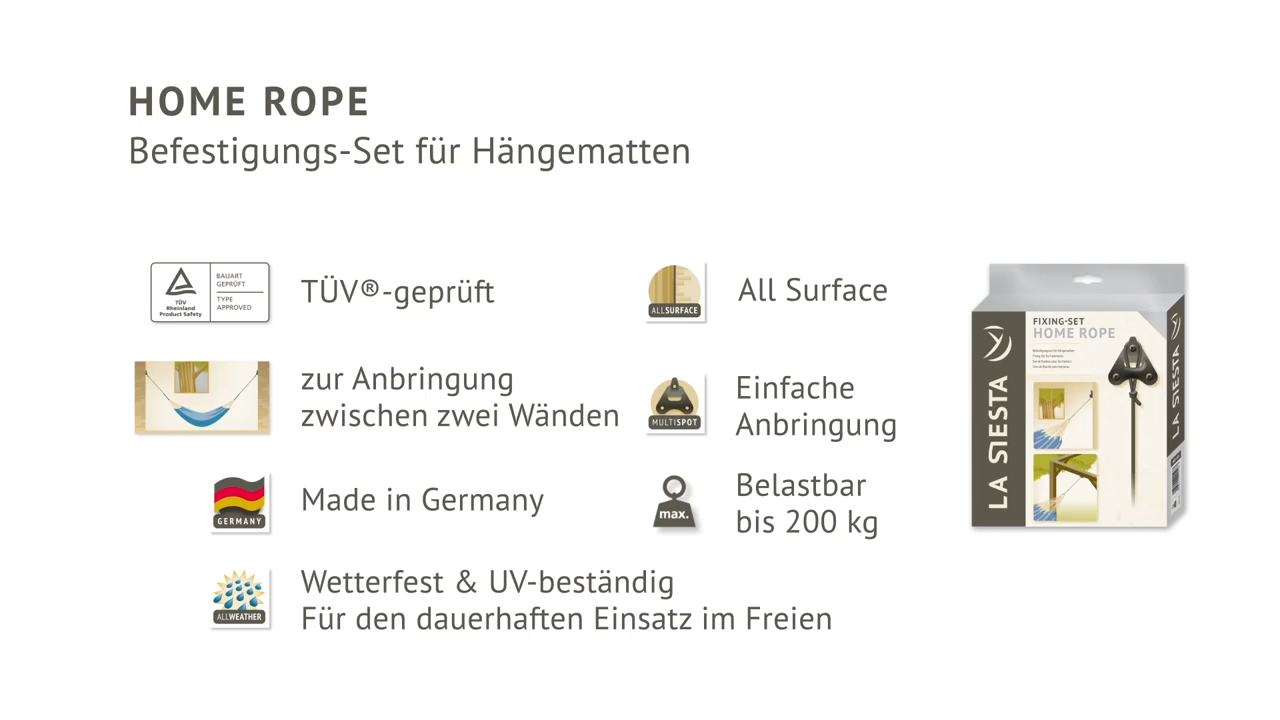 HOME ROPE
Befestigungs-Set für Hängematten
TÜV
Rheinland
Product Safety
BAUART
GEPRÜFT
TYPE
APPROVED
TÜV®-geprüft
zur Anbringung
zwischen zwei Wänden
GERMANY
Made in Germany
ALLWEATHER
Wetterfest & UV-beständig
Für den dauerhaften Einsatz im Freien
ALLSURFACE
All Surface
MULTISPOT
Einfache
Anbringung
max.
Belastbar
bis 200 kg
LA SIESTA
FIXING-SET
HOME ROPE
LA SIESTA